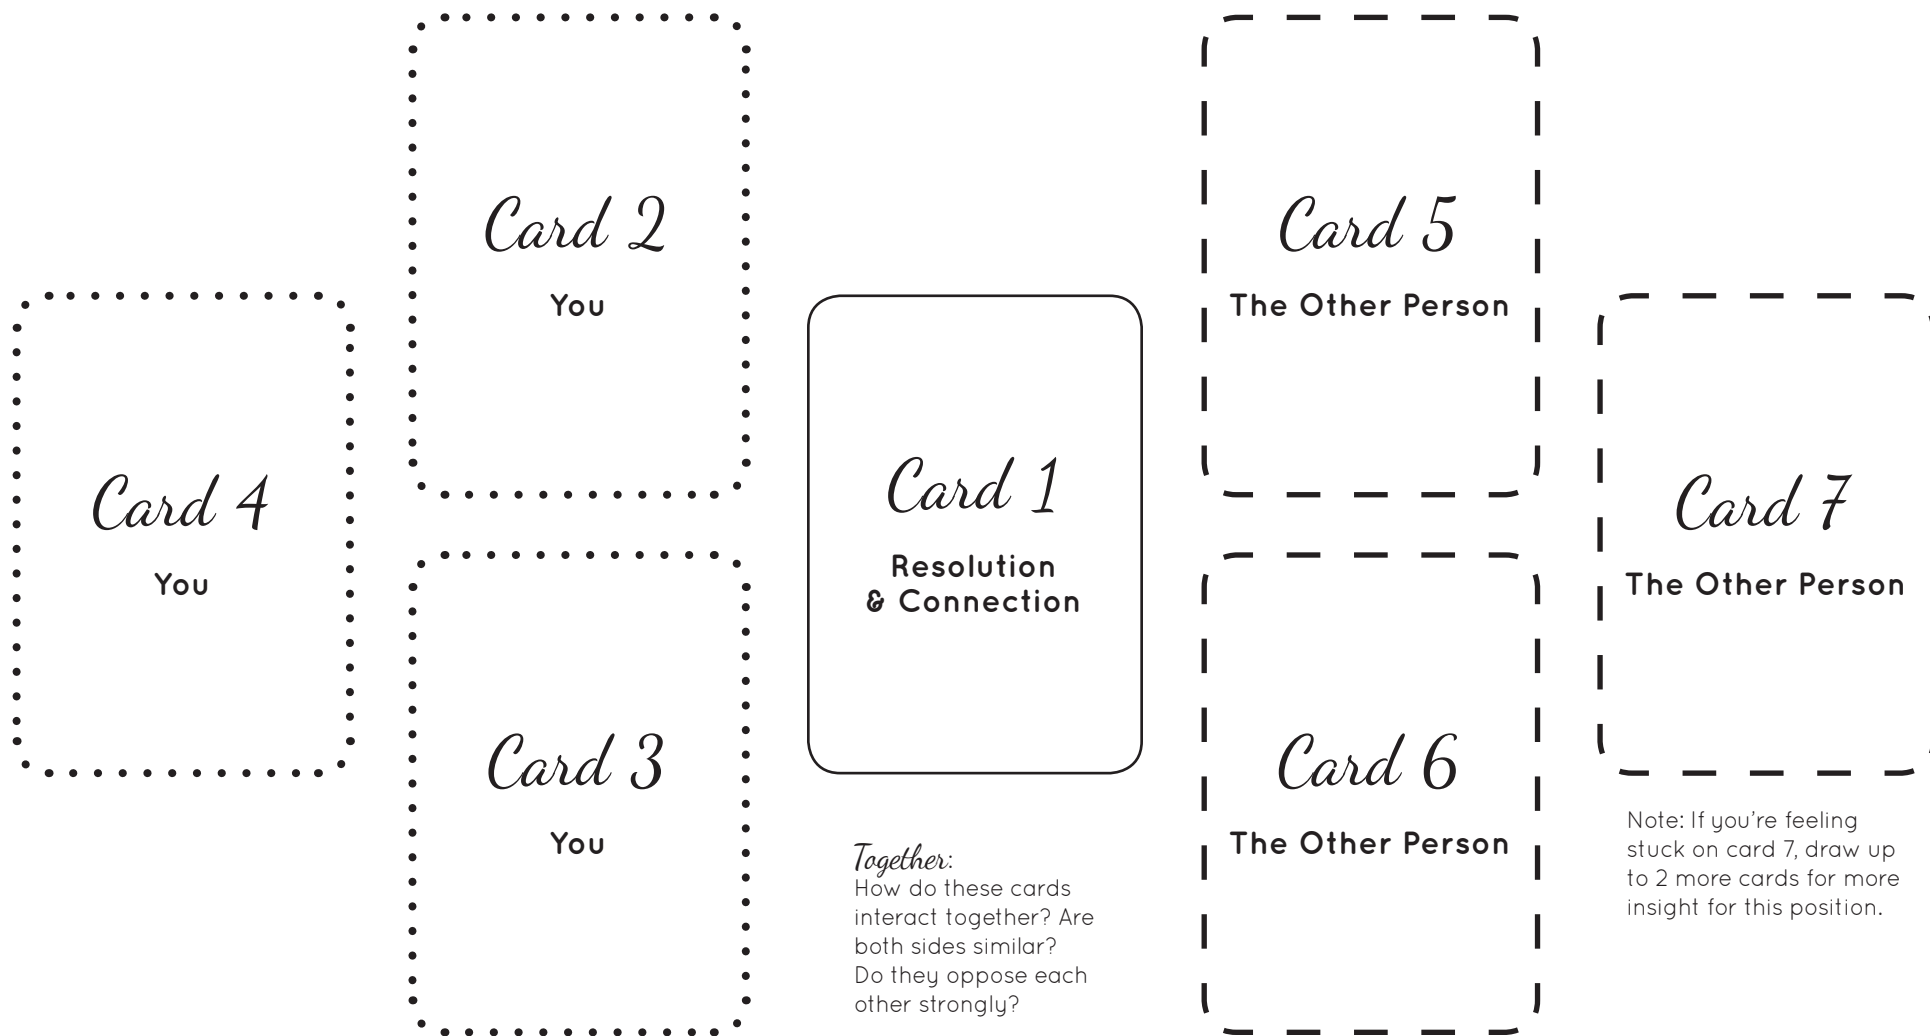 Card 2
You
Card 5
The Other Person
Card 4
You
Card 1
Resolution
& Connection
Card 7
The Other Person
Card 3
You
Card 6
The Other Person
Together:
How do these cards
interact together? Are
both sides similar?
Do they oppose each
other strongly?
Note: If you’re feeling
stuck on card 7, draw up
to 2 more cards for more
insight for this position.